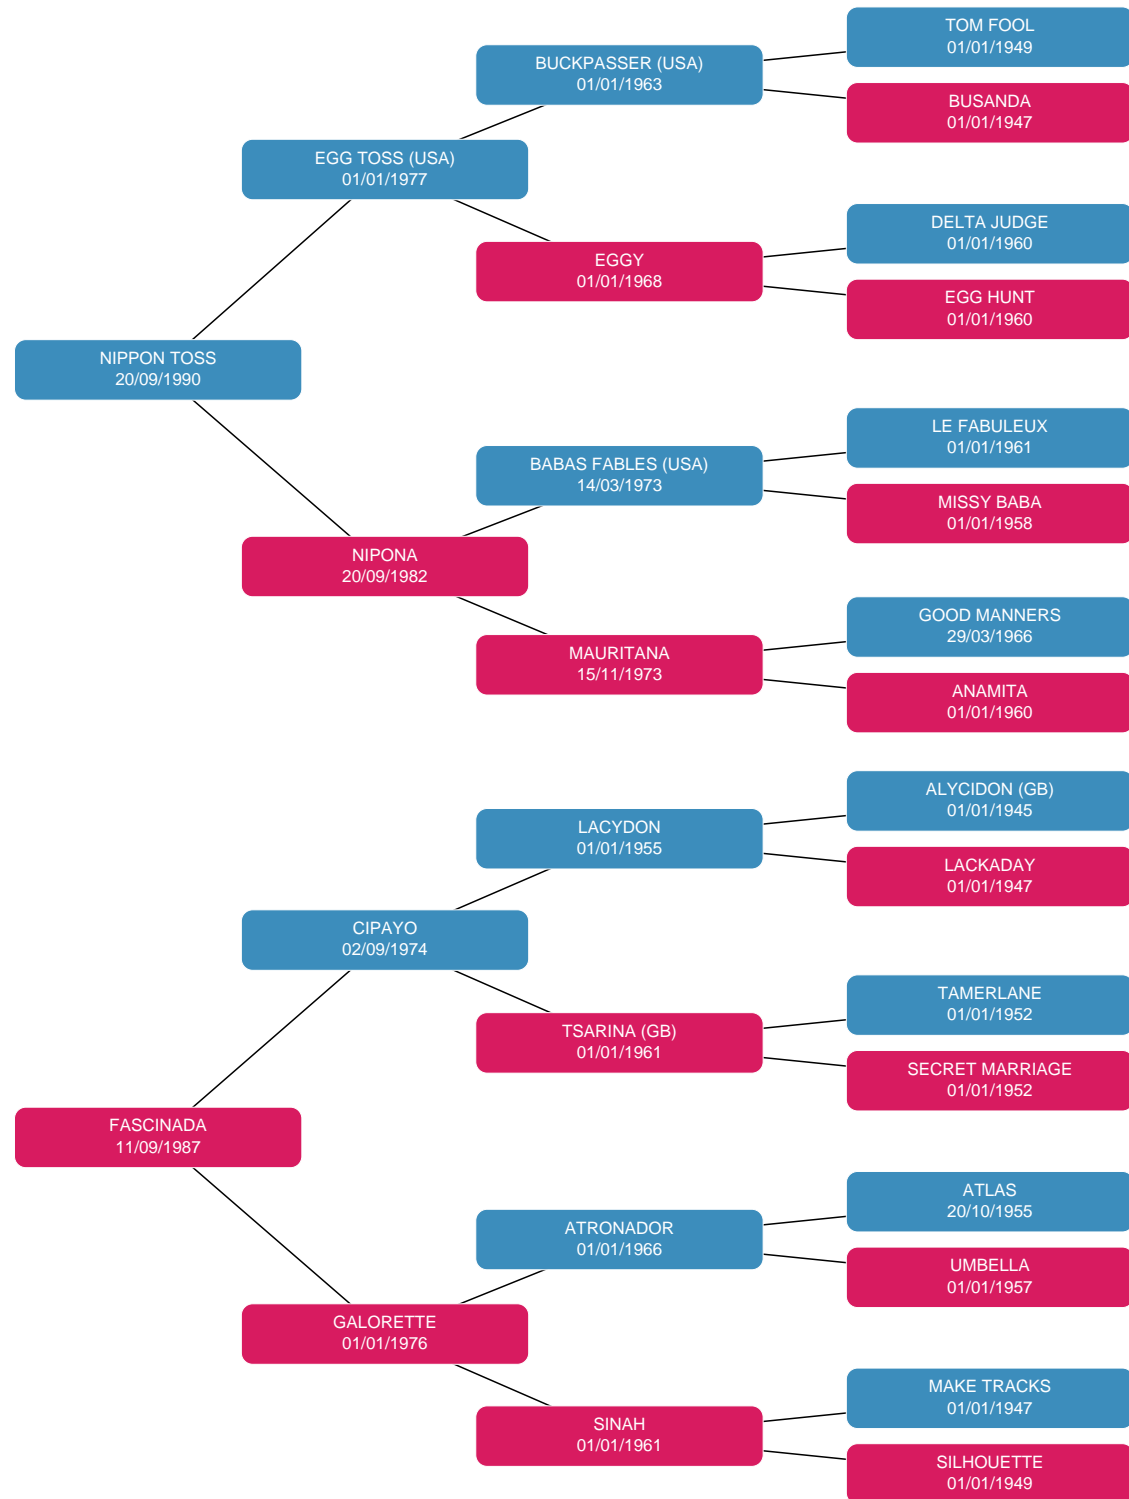 TOM FOOL
01/01/1949
BUCKPASSER (USA)
01/01/1963
BUSANDA
01/01/1947
EGG TOSS (USA)
01/01/1977
DELTA JUDGE
01/01/1960
EGGY
01/01/1968
EGG HUNT
01/01/1960
NIPPON TOSS
20/09/1990
LE FABULEUX
01/01/1961
BABAS FABLES (USA)
14/03/1973
MISSY BABA
01/01/1958
NIPONA
20/09/1982
GOOD MANNERS
29/03/1966
MAURITANA
15/11/1973
ANAMITA
01/01/1960
ALYCIDON (GB)
01/01/1945
LACYDON
01/01/1955
LACKADAY
01/01/1947
CIPAYO
02/09/1974
TAMERLANE
01/01/1952
TSARINA (GB)
01/01/1961
SECRET MARRIAGE
01/01/1952
FASCINADA
11/09/1987
ATLAS
20/10/1955
ATRONADOR
01/01/1966
UMBELLA
01/01/1957
GALORETTE
01/01/1976
MAKE TRACKS
01/01/1947
SINAH
01/01/1961
SILHOUETTE
01/01/1949